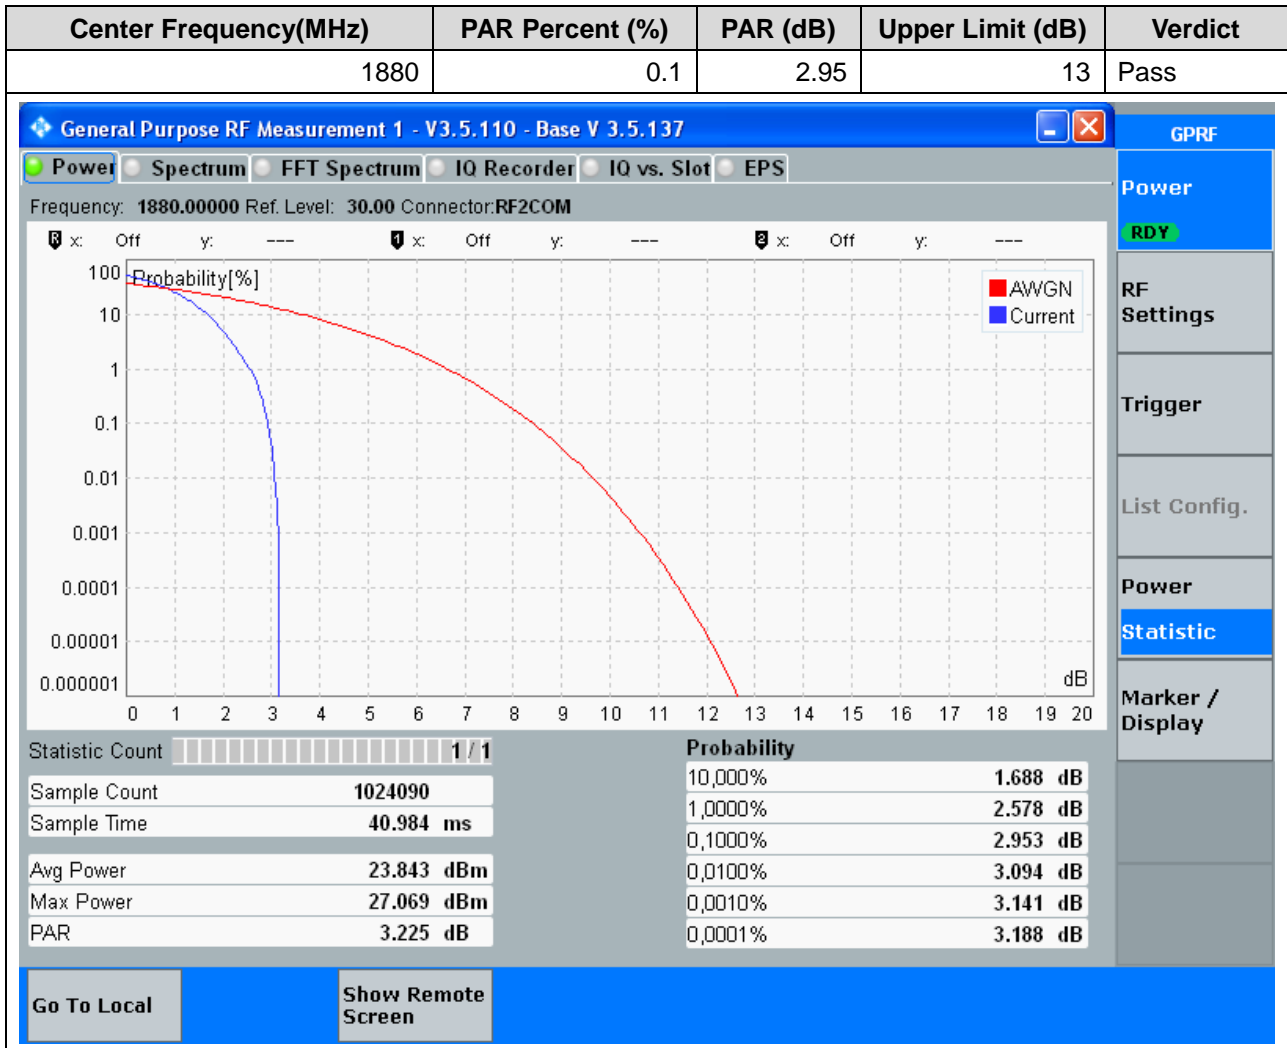 Center Frequency(MHz) PAR Percent (%) PAR (dB) Upper Limit (dB) Verdict
1880 0.1 2.95 13 Pass
General Purpose RF Measurement 1 - V3.5.110 - Base V 3.5.137
GPRF
Power Spectrum FFT Spectrum IQ Recorder IQ vs. Slot EPS
Frequency: 1880.00000 Ref. Level: 30.00 Connector:RF2COM
R x: Off y: --- 1 x: Off y: --- 2 x: Off y: ---
Probability[%]
AWGN
Current
100
10
1
0.1
0.01
0.001
0.0001
0.00001
0.000001
dB
0 1 2 3 4 5 6 7 8 9 10 11 12 13 14 15 16 17 18 19 20
Statistic Count 1 / 1
Sample Count 1024090
Sample Time 40.984 ms
Avg Power 23.843 dBm
Max Power 27.069 dBm
PAR 3.225 dB
Probability
10,000% 1.688 dB
1,0000% 2.578 dB
0,1000% 2.953 dB
0,0100% 3.094 dB
0,0010% 3.141 dB
0,0001% 3.188 dB
Power
RDY
RF
Settings
Trigger
List Config.
Power
Statistic
Marker /
Display
Go To Local
Show Remote
Screen